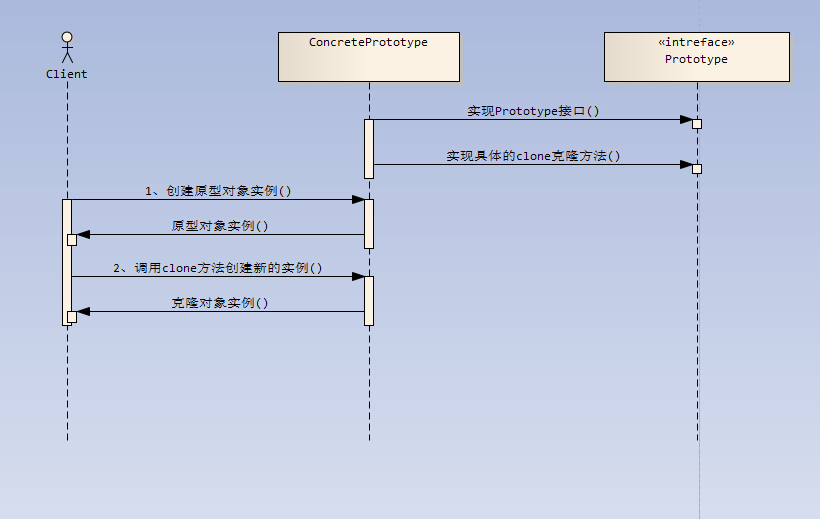 Client
ConcretePrototype
«intreface»
Prototype
实现Prototype接口()
实现具体的clone克隆方法()
1、创建原型对象实例()
原型对象实例()
2、调用clone方法创建新的实例()
克隆对象实例()